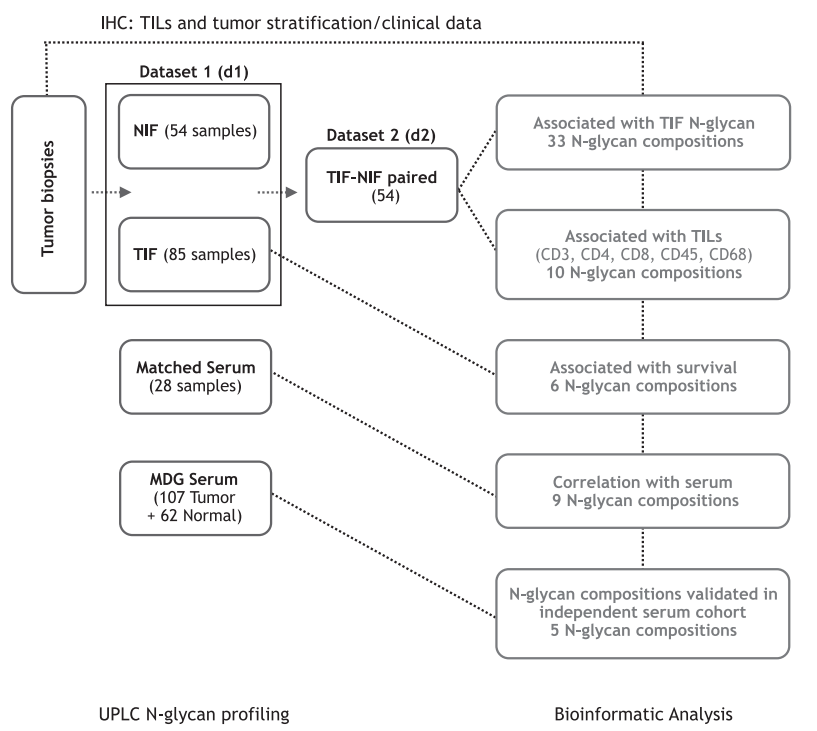 IHC: TILs and tumor stratification/clinical data
Dataset 1 (d1)
Tumor biopsies
NIF (54 samples)
TIF (85 samples)
Dataset 2 (d2)
TIF-NIF paired
(54)
Matched Serum
(28 samples)
MDG Serum
(107 Tumor
+ 62 Normal)
Associated with TIF N-glycan
33 N-glycan compositions
Associated with TILs
(CD3, CD4, CD8, CD45, CD68)
10 N-glycan compositions
Associated with survival
6 N-glycan compositions
Correlation with serum
9 N-glycan compositions
N-glycan compositions validated in
independent serum cohort
5 N-glycan compositions
UPLC N-glycan profiling
Bioinformatic Analysis